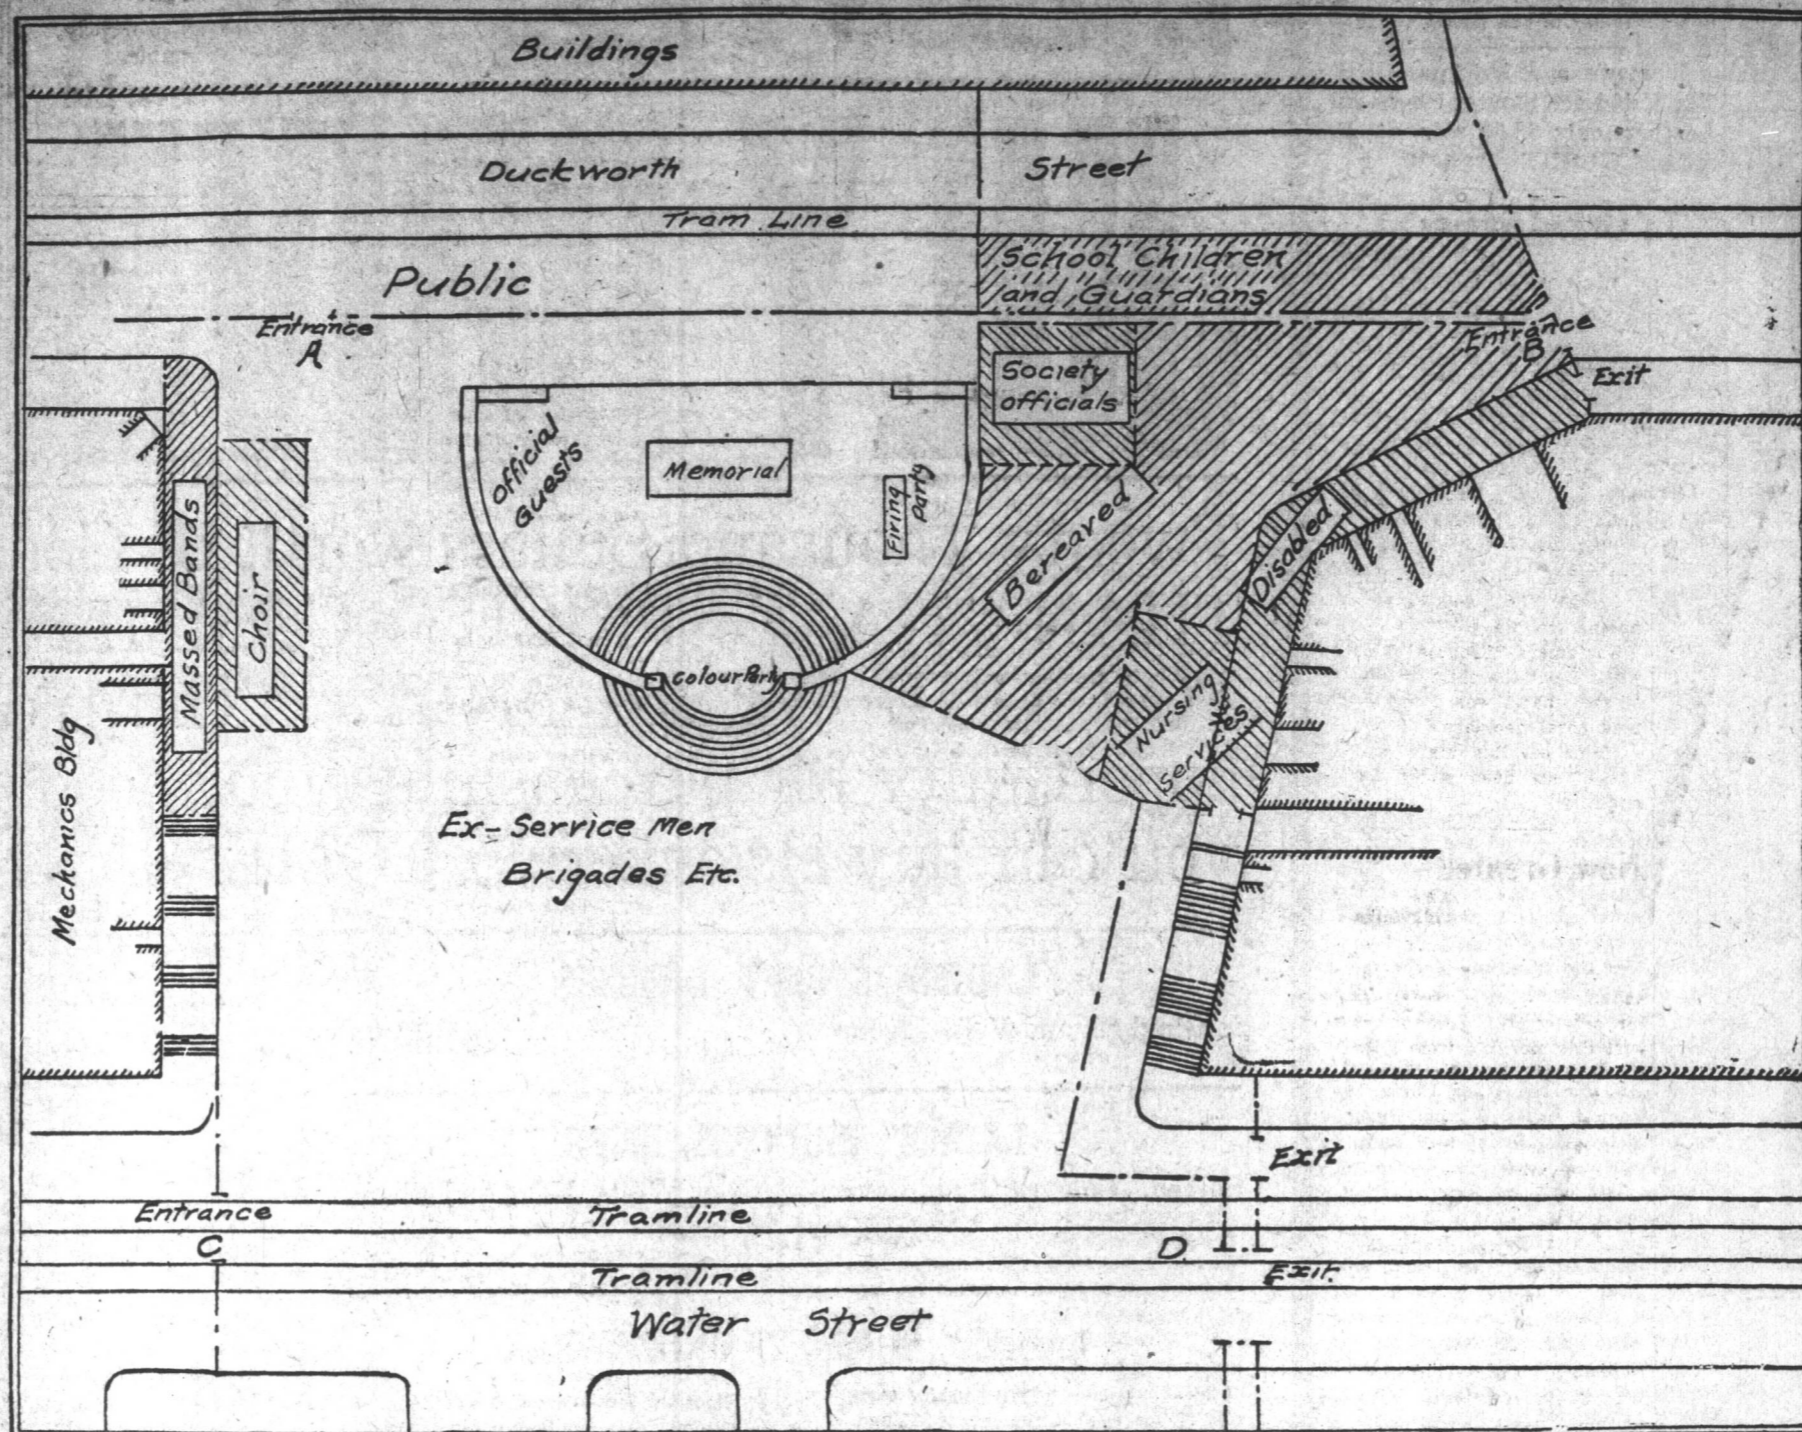 Buildings
Duckworth Street
Tram Line
Public
School Children
and Guardians
Entrance
A
Entrance
B
Exit
Society
officials
Official
Guests
Memorial
Firing
Party
Bereaved
Disabled
Massed Bands
Choir
Colour Party
Nursing
Services
Mechanics Bldg
Ex-Service Men
Brigades Etc.
Exit
Entrance
C
Tramline
D
Tramline
Exit.
Water Street